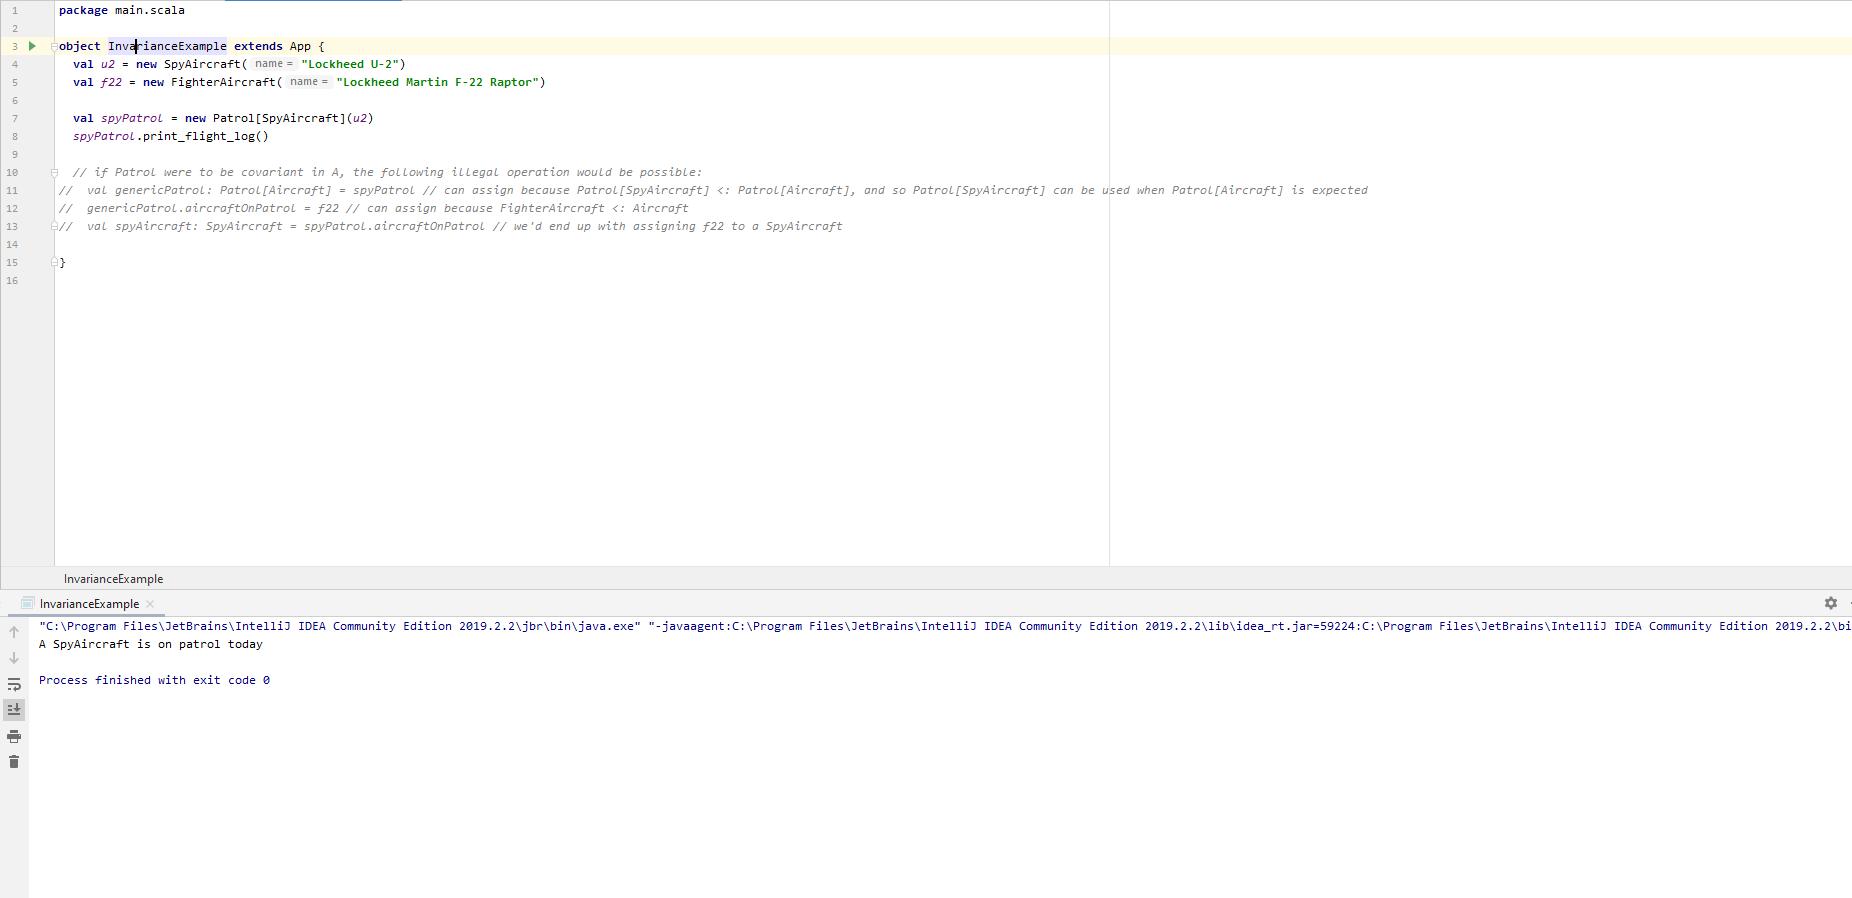 1 package main.scala
2
3 object InvarianceExample extends App {
4 val u2 = new SpyAircraft( name = "Lockheed U-2")
5 val f22 = new FighterAircraft( name = "Lockheed Martin F-22 Raptor")
6
7 val spyPatrol = new Patrol[SpyAircraft](u2)
8 spyPatrol.print_flight_log()
9
10 // if Patrol were to be covariant in A, the following illegal operation would be possible:
11 // val genericPatrol: Patrol[Aircraft] = spyPatrol // can assign because Patrol[SpyAircraft] <: Patrol[Aircraft], and so Patrol[SpyAircraft] can be used when Patrol[Aircraft] is expected
12 // genericPatrol.aircraftOnPatrol = f22 // can assign because FighterAircraft <: Aircraft
13 // val spyAircraft: SpyAircraft = spyPatrol.aircraftOnPatrol // we'd end up with assigning f22 to a SpyAircraft
14
15 }
16
InvarianceExample
InvarianceExample
"C:\Program Files\JetBrains\IntelliJ IDEA Community Edition 2019.2.2\jbr\bin\java.exe" "-javaagent:C:\Program Files\JetBrains\IntelliJ IDEA Community Edition 2019.2.2\lib\idea_rt.jar=59224:C:\Program Files\JetBrains\IntelliJ IDEA Community Edition 2019.2.2\bi
A SpyAircraft is on patrol today
Process finished with exit code 0